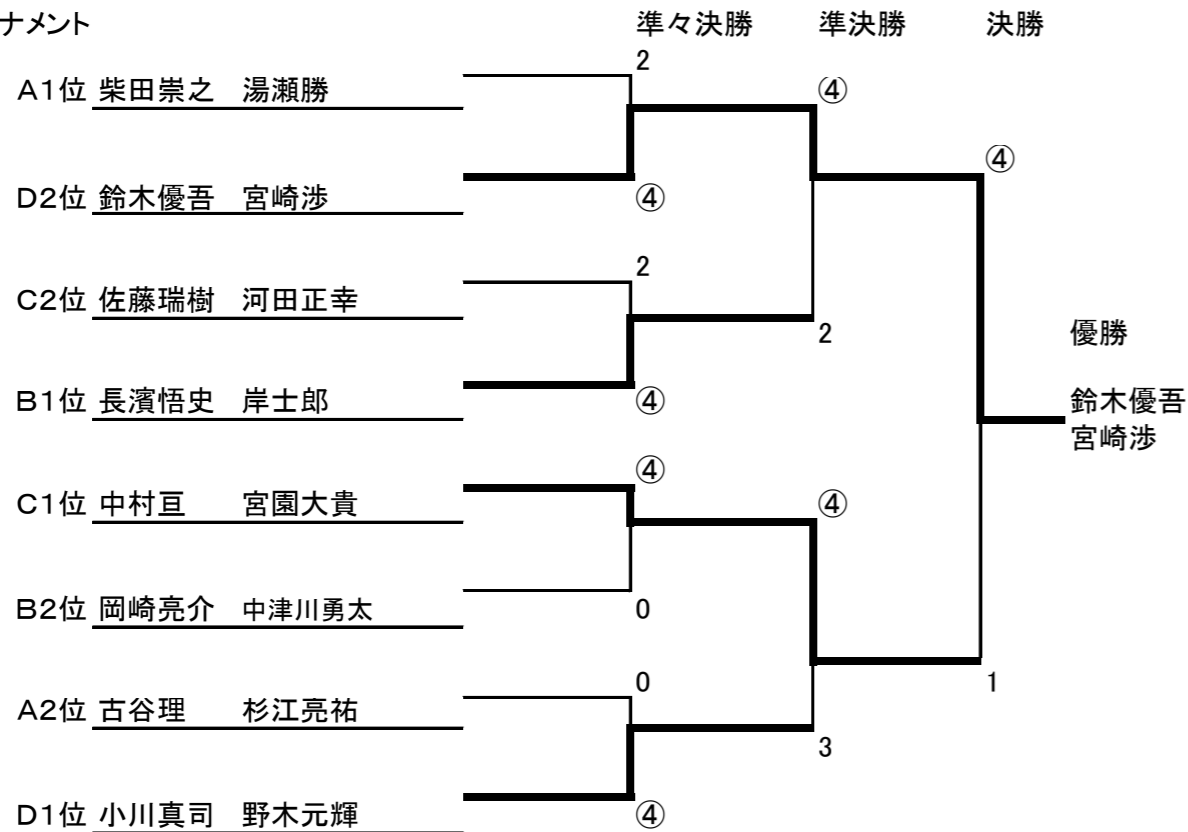 ナメント 準々決勝 準決勝 決勝
2
A1位 柴田崇之 湯瀬勝 ④
④
D2位 鈴木優吾 宮崎渉 ④
2
C2位 佐藤瑞樹 河田正幸
2 優勝
B1位 長濱悟史 岸士郎 ④ 鈴木優吾
宮崎渉
④
C1位 中村亘 宮園大貴 ④
B2位 岡崎亮介 中津川勇太 0
0 1
A2位 古谷理 杉江亮祐
3
D1位 小川真司 野木元輝 ④